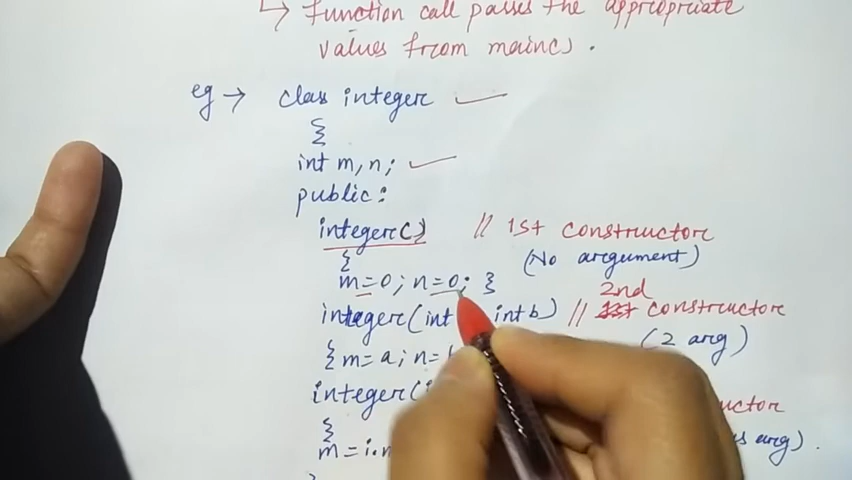 ↳ function call passes the appropriate
values from main().
eg → class integer
{
int m, n;
public:
integer() // 1st constructor
{ (No argument)
m=0; n=0; }
2nd
integer(int int b) // 1st constructor
{m=a; n= (2 arg)
integer(
{ arg).
m=i.